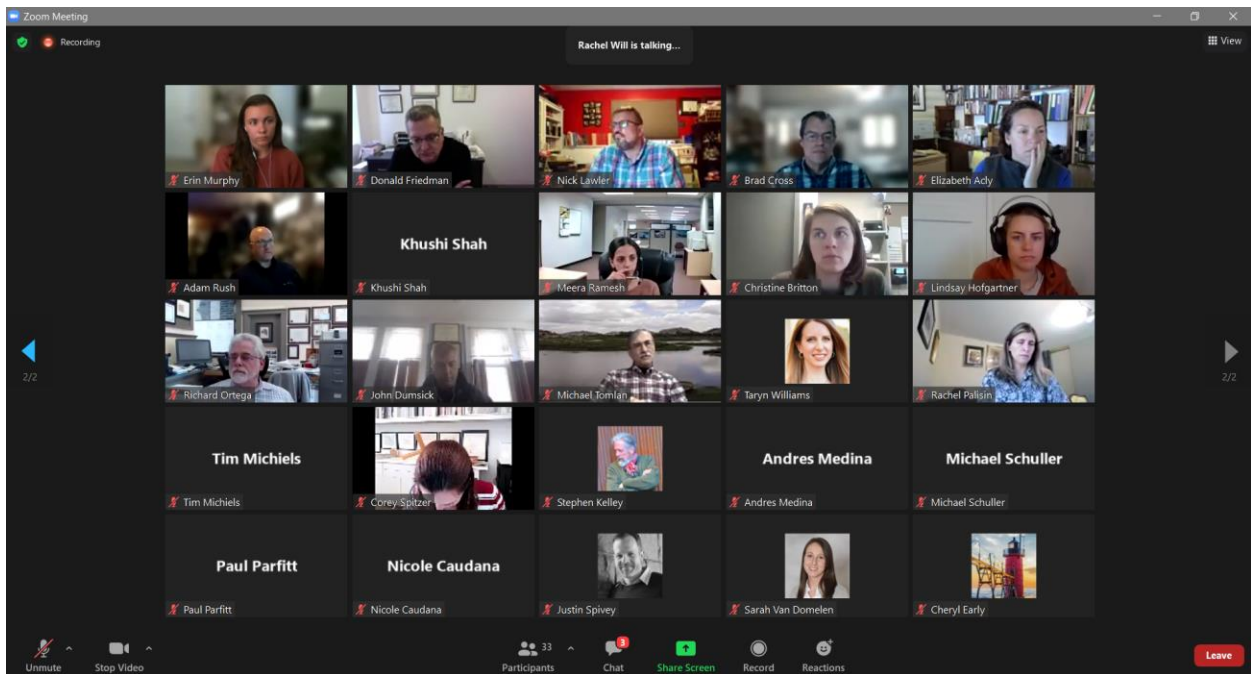 Zoom Meeting
Recording
Rachel Will is talking...
View
Erin Murphy
Donald Friedman
Nick Lawler
Brad Cross
Elizabeth Acly
Khushi Shah
Adam Rush
Khushi Shah
Meera Ramesh
Christine Britton
Lindsay Hofgartner
2/2
2/2
Richard Ortega
John Dumsick
Michael Tomlan
Taryn Williams
Rachel Palisin
Tim Michiels
Andres Medina
Michael Schuller
Tim Michiels
Corey Spitzer
Stephen Kelley
Andres Medina
Michael Schuller
Paul Parfitt
Nicole Caudana
Paul Parfitt
Nicole Caudana
Justin Spivey
Sarah Van Domelen
Cheryl Early
33
3
Unmute
Stop Video
Participants
Chat
Share Screen
Record
Reactions
Leave